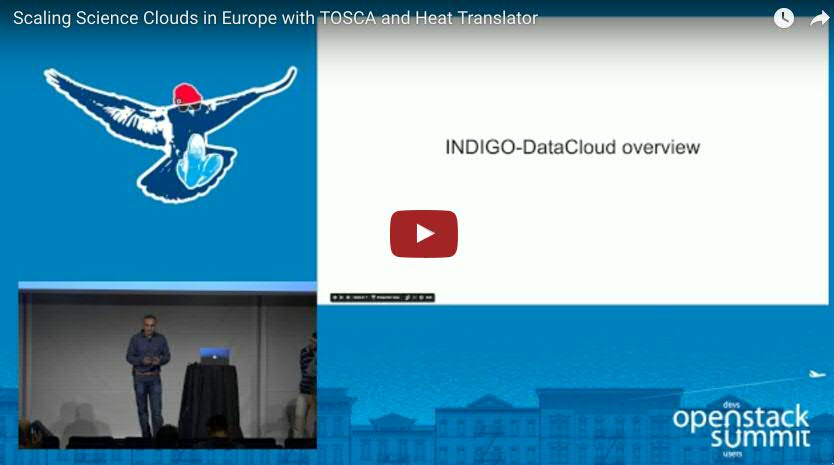 Scaling Science Clouds in Europe with TOSCA and Heat Translator
INDIGO-DataCloud overview
devs
openstack
summit
users